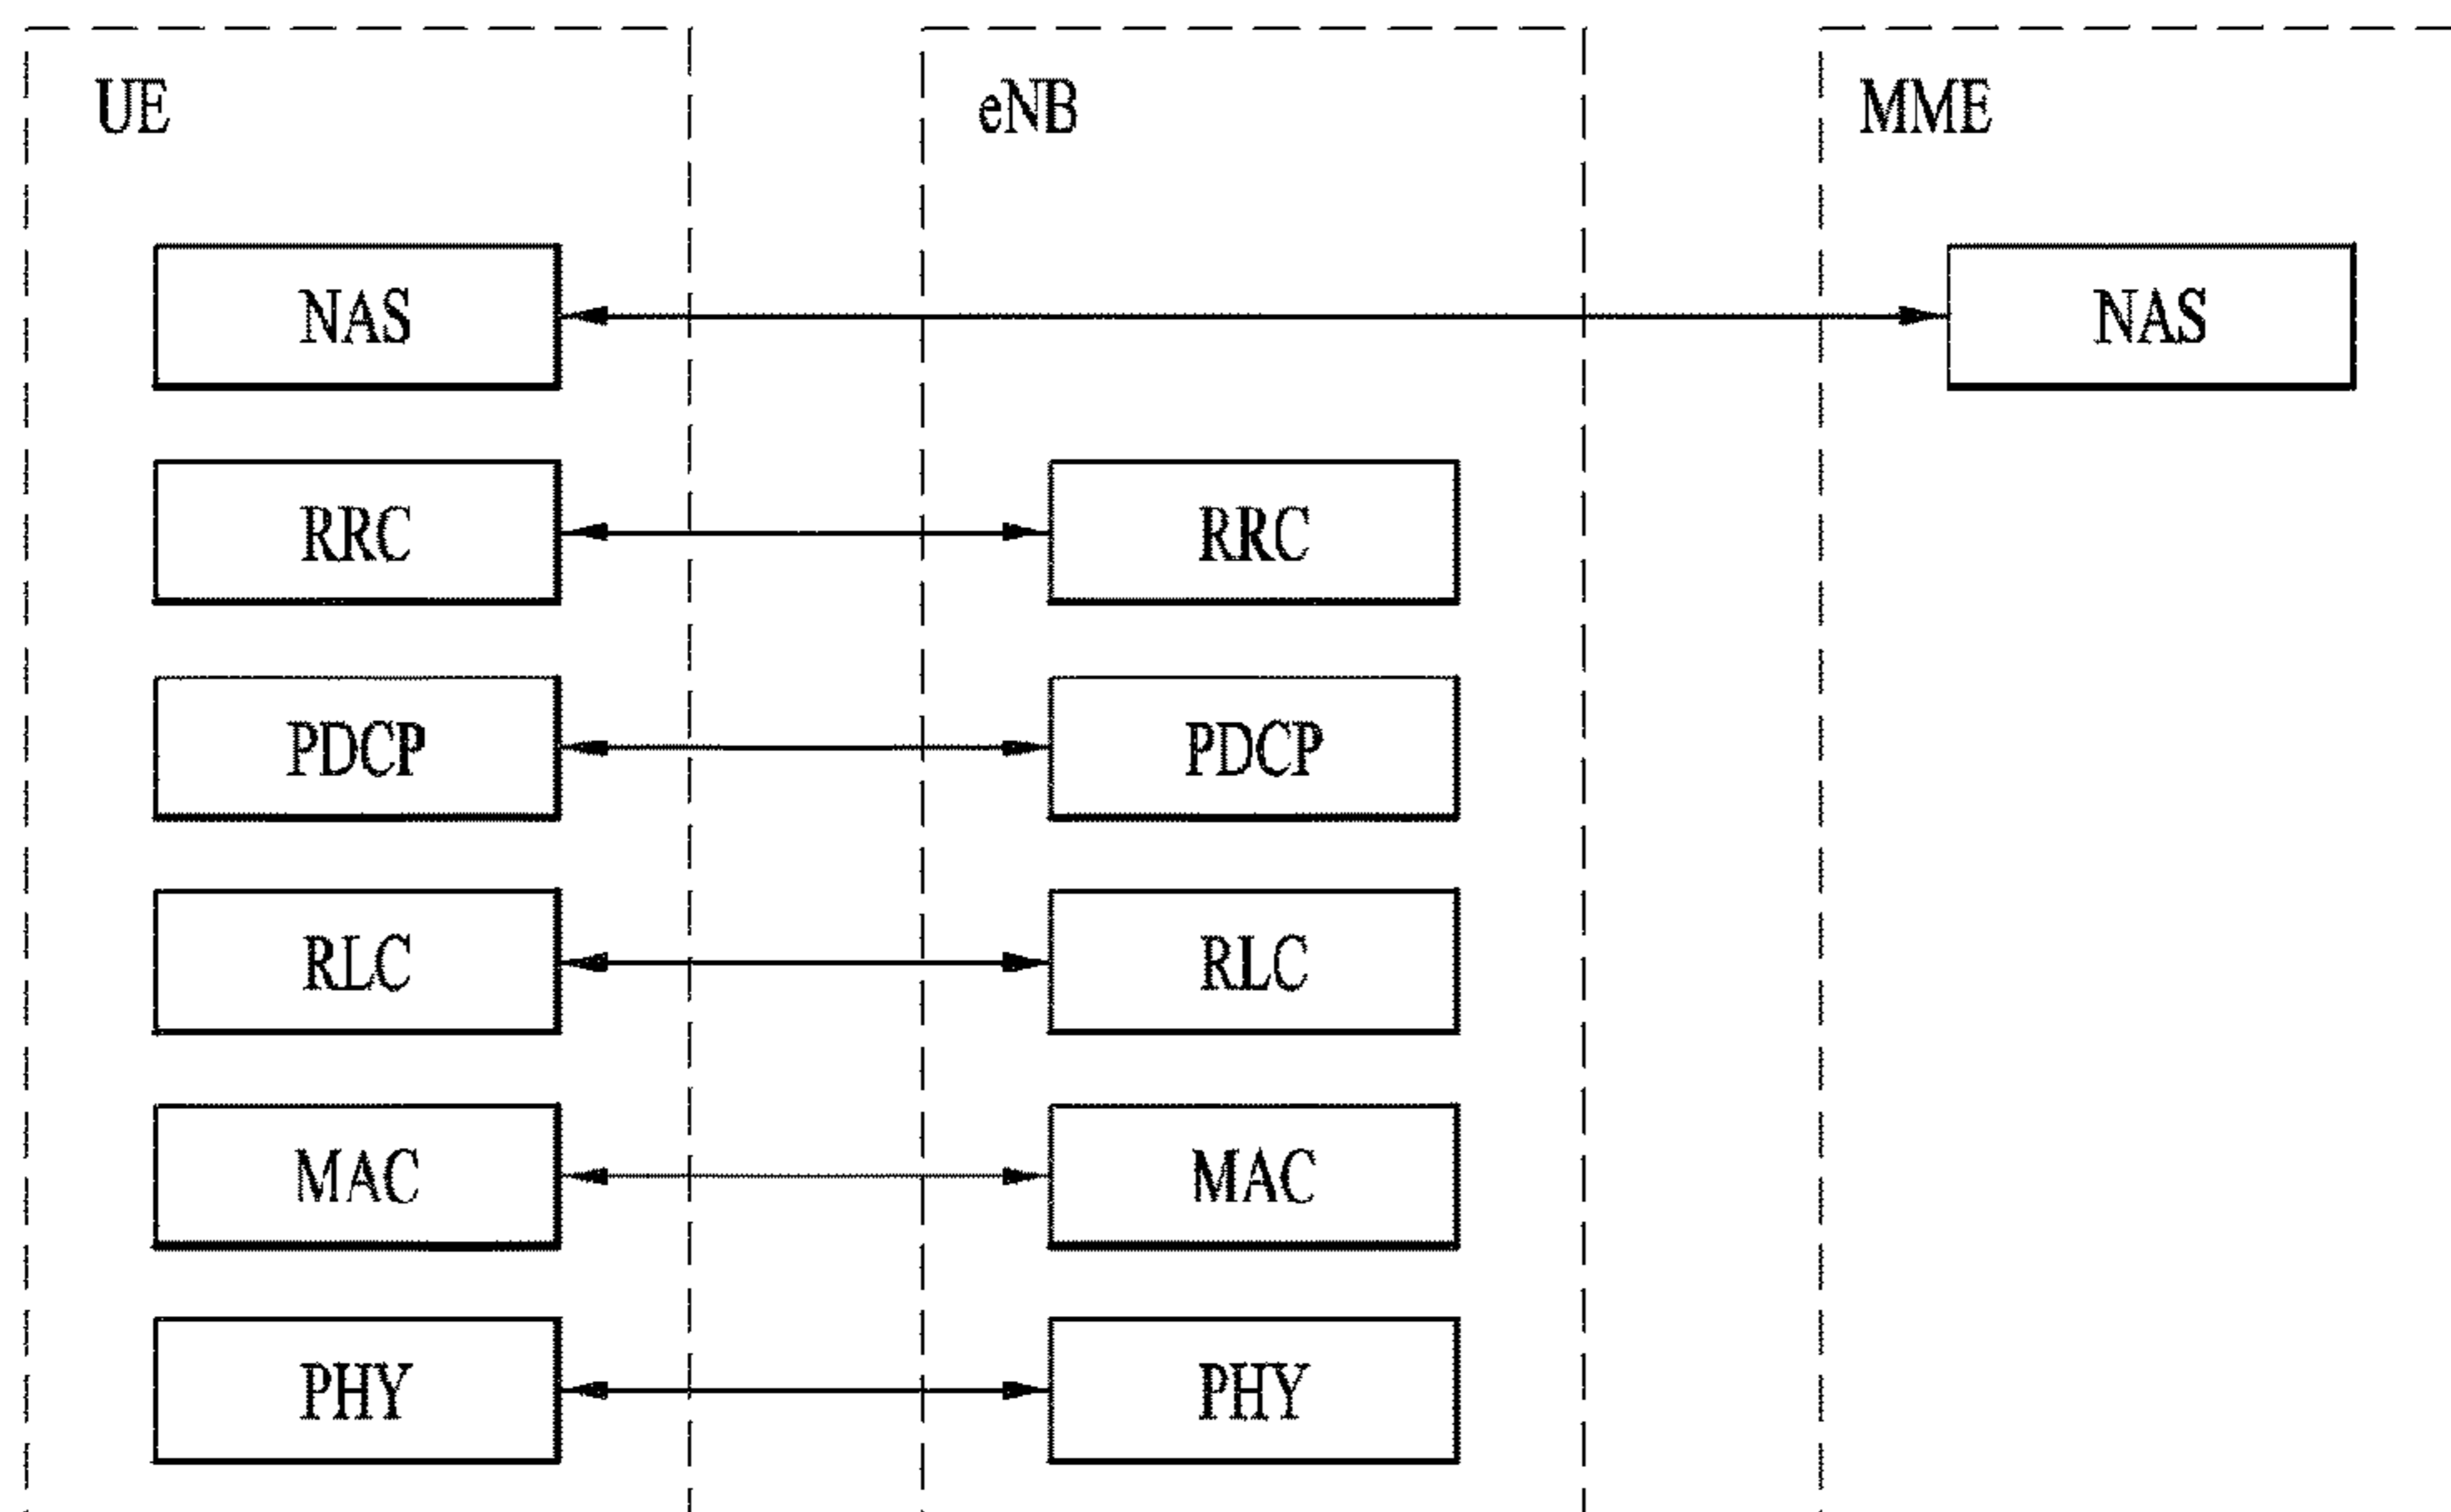 UE
eNB
MME
NAS
NAS
RRC
RRC
PDCP
PDCP
RLC
RLC
MAC
MAC
PHY
PHY